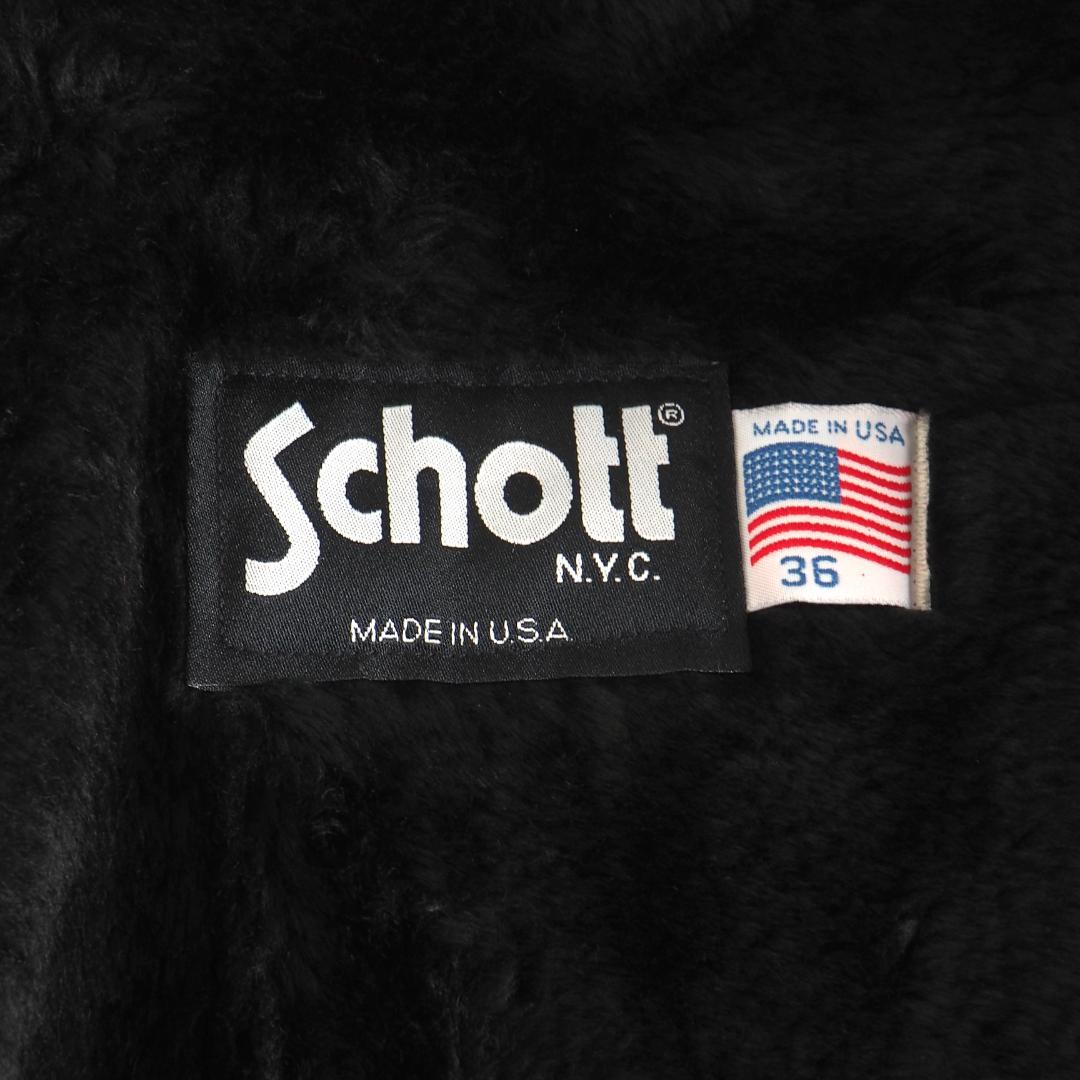 Schott®
N.Y.C.
MADE IN U.S.A
MADE IN USA
36